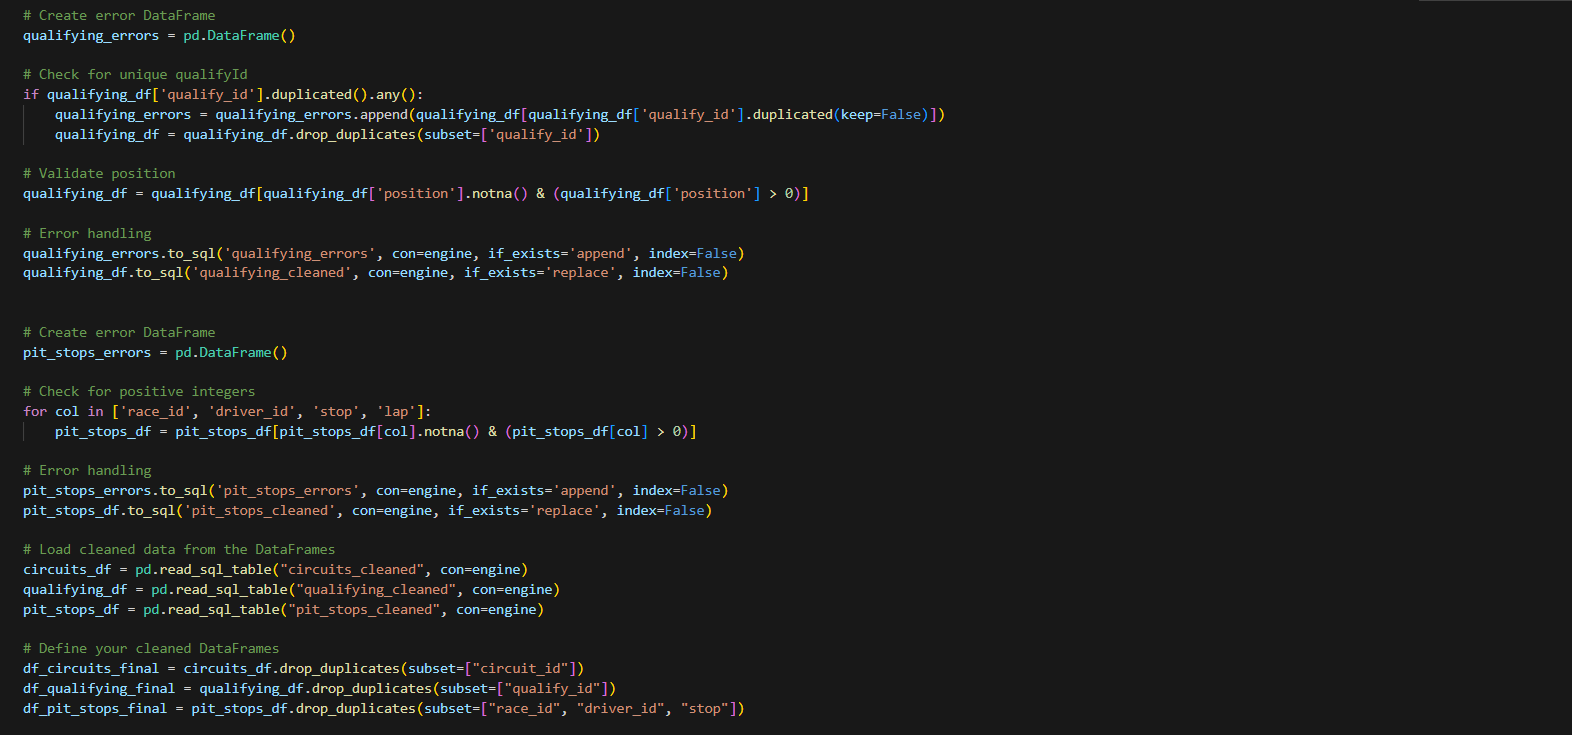 # Create error DataFrame
qualifying_errors = pd.DataFrame()
# Check for unique qualifyId
if qualifying_df['qualify_id'].duplicated().any():
    qualifying_errors = qualifying_errors.append(qualifying_df[qualifying_df['qualify_id'].duplicated(keep=False)])
    qualifying_df = qualifying_df.drop_duplicates(subset=['qualify_id'])
# Validate position
qualifying_df = qualifying_df[qualifying_df['position'].notna() & (qualifying_df['position'] > 0)]
# Error handling
qualifying_errors.to_sql('qualifying_errors', con=engine, if_exists='append', index=False)
qualifying_df.to_sql('qualifying_cleaned', con=engine, if_exists='replace', index=False)
# Create error DataFrame
pit_stops_errors = pd.DataFrame()
# Check for positive integers
for col in ['race_id', 'driver_id', 'stop', 'lap']:
    pit_stops_df = pit_stops_df[pit_stops_df[col].notna() & (pit_stops_df[col] > 0)]
# Error handling
pit_stops_errors.to_sql('pit_stops_errors', con=engine, if_exists='append', index=False)
pit_stops_df.to_sql('pit_stops_cleaned', con=engine, if_exists='replace', index=False)
# Load cleaned data from the DataFrames
circuits_df = pd.read_sql_table("circuits_cleaned", con=engine)
qualifying_df = pd.read_sql_table("qualifying_cleaned", con=engine)
pit_stops_df = pd.read_sql_table("pit_stops_cleaned", con=engine)
# Define your cleaned DataFrames
df_circuits_final = circuits_df.drop_duplicates(subset=["circuit_id"])
df_qualifying_final = qualifying_df.drop_duplicates(subset=["qualify_id"])
df_pit_stops_final = pit_stops_df.drop_duplicates(subset=["race_id", "driver_id", "stop"])